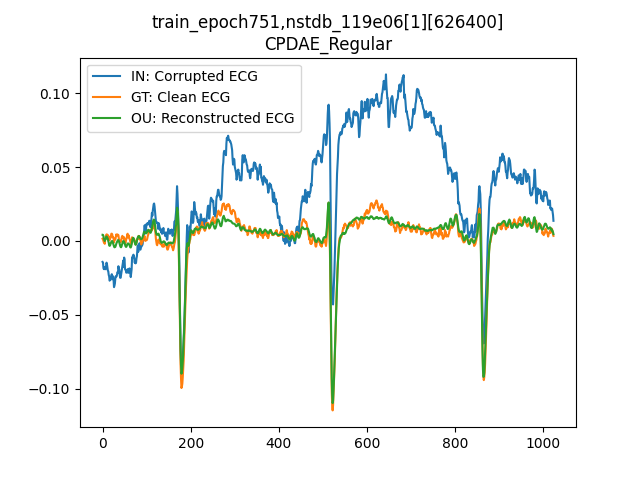 train_epoch751,nstdb_119e06[1][626400]
CPDAE_Regular
IN: Corrupted ECG
GT: Clean ECG
OU: Reconstructed ECG
0.10
0.05
0.00
−0.05
−0.10
0 200 400 600 800 1000